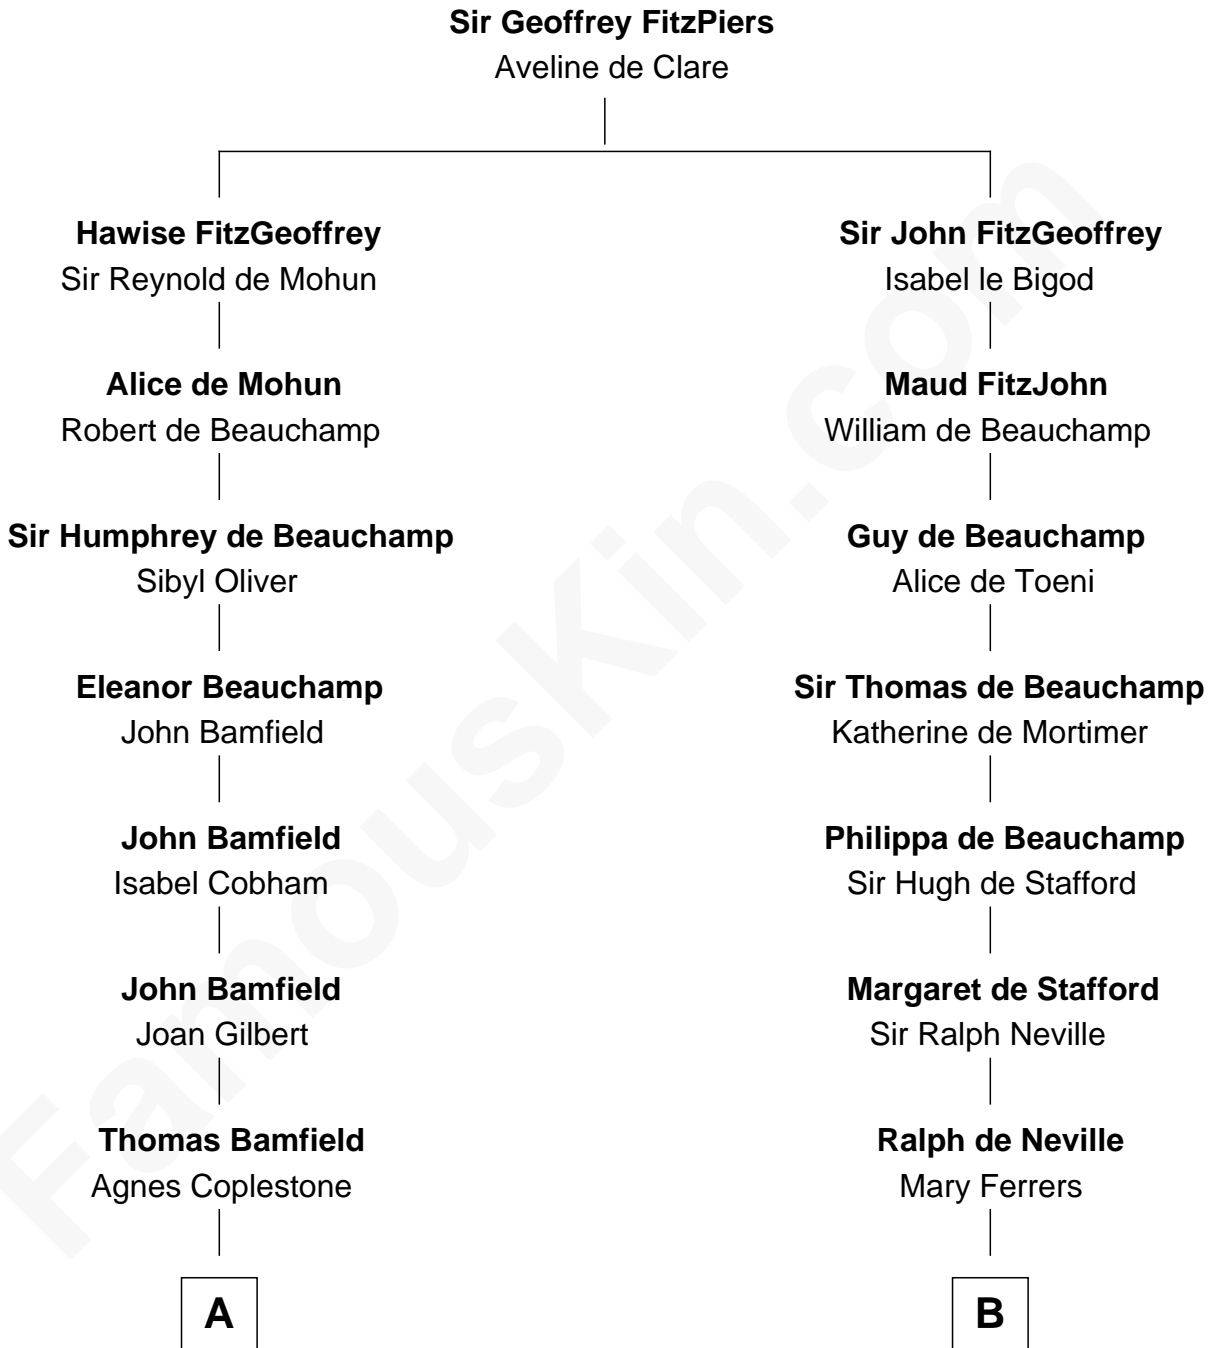 Sir Geoffrey FitzPiers
Aveline de Clare
Hawise FitzGeoffrey
Sir Reynold de Mohun
Sir John FitzGeoffrey
Isabel le Bigod
Alice de Mohun
Robert de Beauchamp
Maud FitzJohn
William de Beauchamp
Sir Humphrey de Beauchamp
Sibyl Oliver
Guy de Beauchamp
Alice de Toeni
Eleanor Beauchamp
John Bamfield
Sir Thomas de Beauchamp
Katherine de Mortimer
John Bamfield
Isabel Cobham
Philippa de Beauchamp
Sir Hugh de Stafford
John Bamfield
Joan Gilbert
Margaret de Stafford
Sir Ralph Neville
Thomas Bamfield
Agnes Coplestone
Ralph de Neville
Mary Ferrers
A
B
FamousKin.com